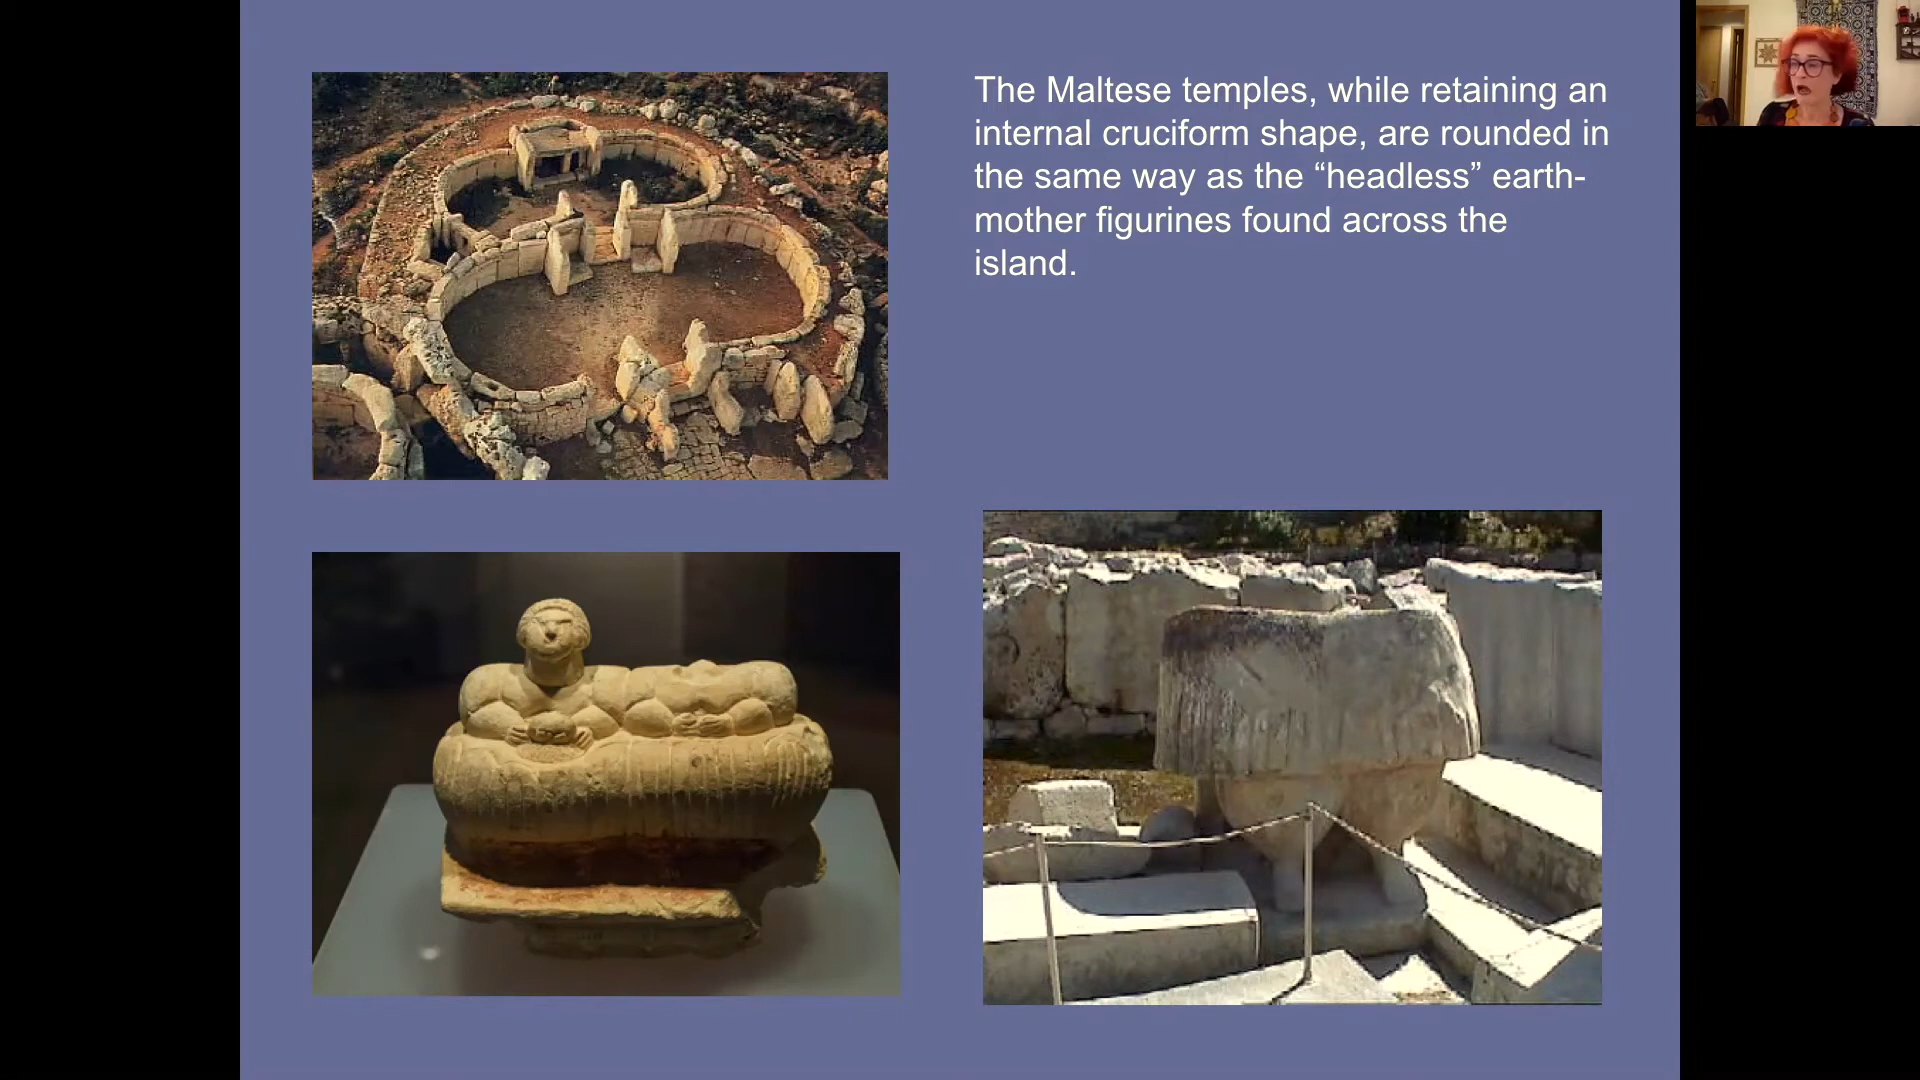 The Maltese temples, while retaining an
internal cruciform shape, are rounded in
the same way as the “headless” earth-
mother figurines found across the
island.